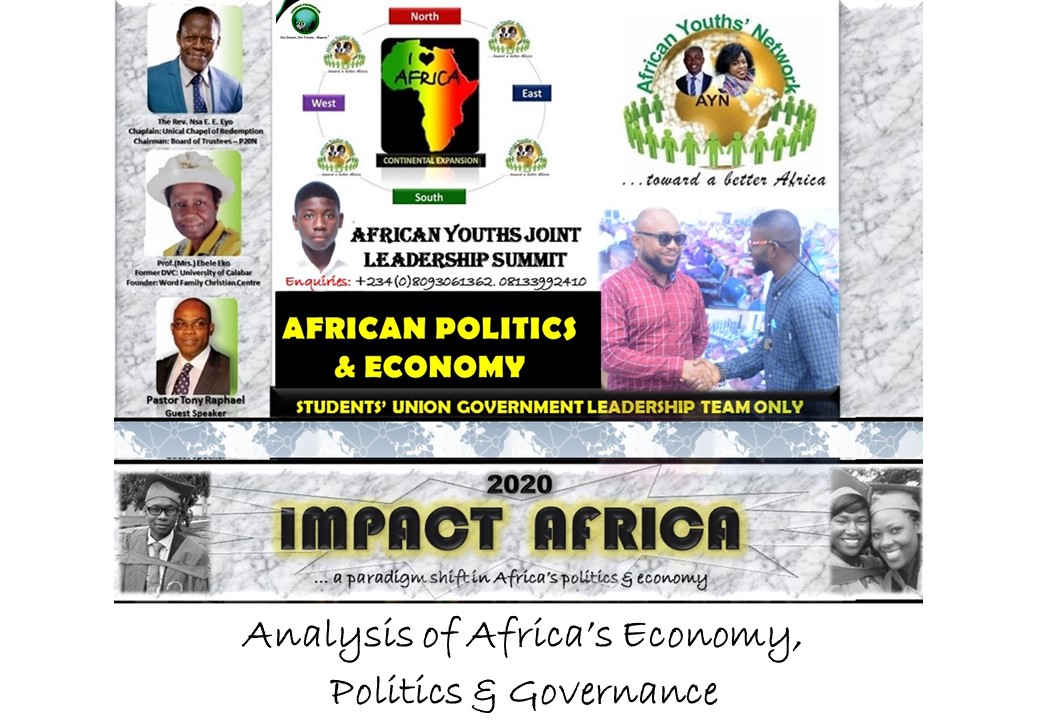 The Rev. Nsa E. E. Eyo
Chaplain: Unical Chapel of Redemption
Chairman: Board of Trustees – P20N
Prof.(Mrs.) Ebele Eko
Former DVC: University of Calabar
Founder: Word Family Christian Centre
Pastor Tony Raphael
Guest Speaker
North
West
East
South
I AFRICA
CONTINENTAL EXPANSION
African Youths' Network
AYN
...toward a better Africa
AFRICAN YOUTHS JOINT
LEADERSHIP SUMMIT
Enquiries: +234(0)8093061362. 08133992410
AFRICAN POLITICS
& ECONOMY
STUDENTS' UNION GOVERNMENT LEADERSHIP TEAM ONLY
2020
IMPACT AFRICA
... a paradigm shift in Africa's politics & economy
Analysis of Africa's Economy,
Politics & Governance